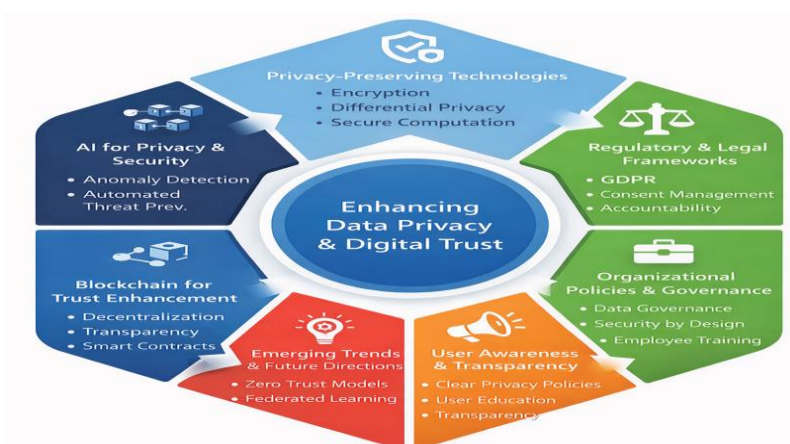 Privacy-Preserving Technologies
• Encryption
• Differential Privacy
• Secure Computation
AI for Privacy &
Security
• Anomaly Detection
• Automated
Threat Prev.
Regulatory & Legal
Frameworks
• GDPR
• Consent Management
• Accountability
Enhancing
Data Privacy
& Digital Trust
Blockchain for
Trust Enhancement
• Decentralization
• Transparency
• Smart Contracts
Organizational
Policies & Governance
• Data Governance
• Security by Design
• Employee Training
Emerging Trends
& Future Directions
• Zero Trust Models
• Federated Learning
User Awareness
& Transparency
• Clear Privacy Policies
• User Education
• Transparency